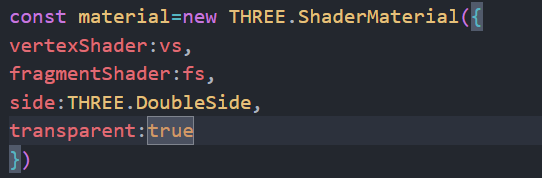 const material=new THREE.ShaderMaterial({
vertexShader:vs,
fragmentShader:fs,
side:THREE.DoubleSide,
transparent:true
})